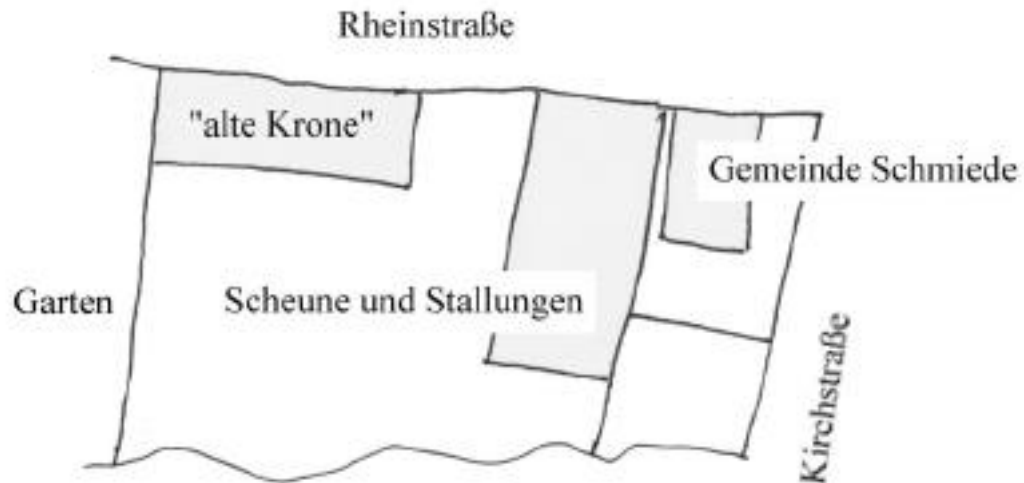 Rheinstraße
"alte Krone"
Gemeinde Schmiede
Garten
Scheune und Stallungen
Kirchstraße